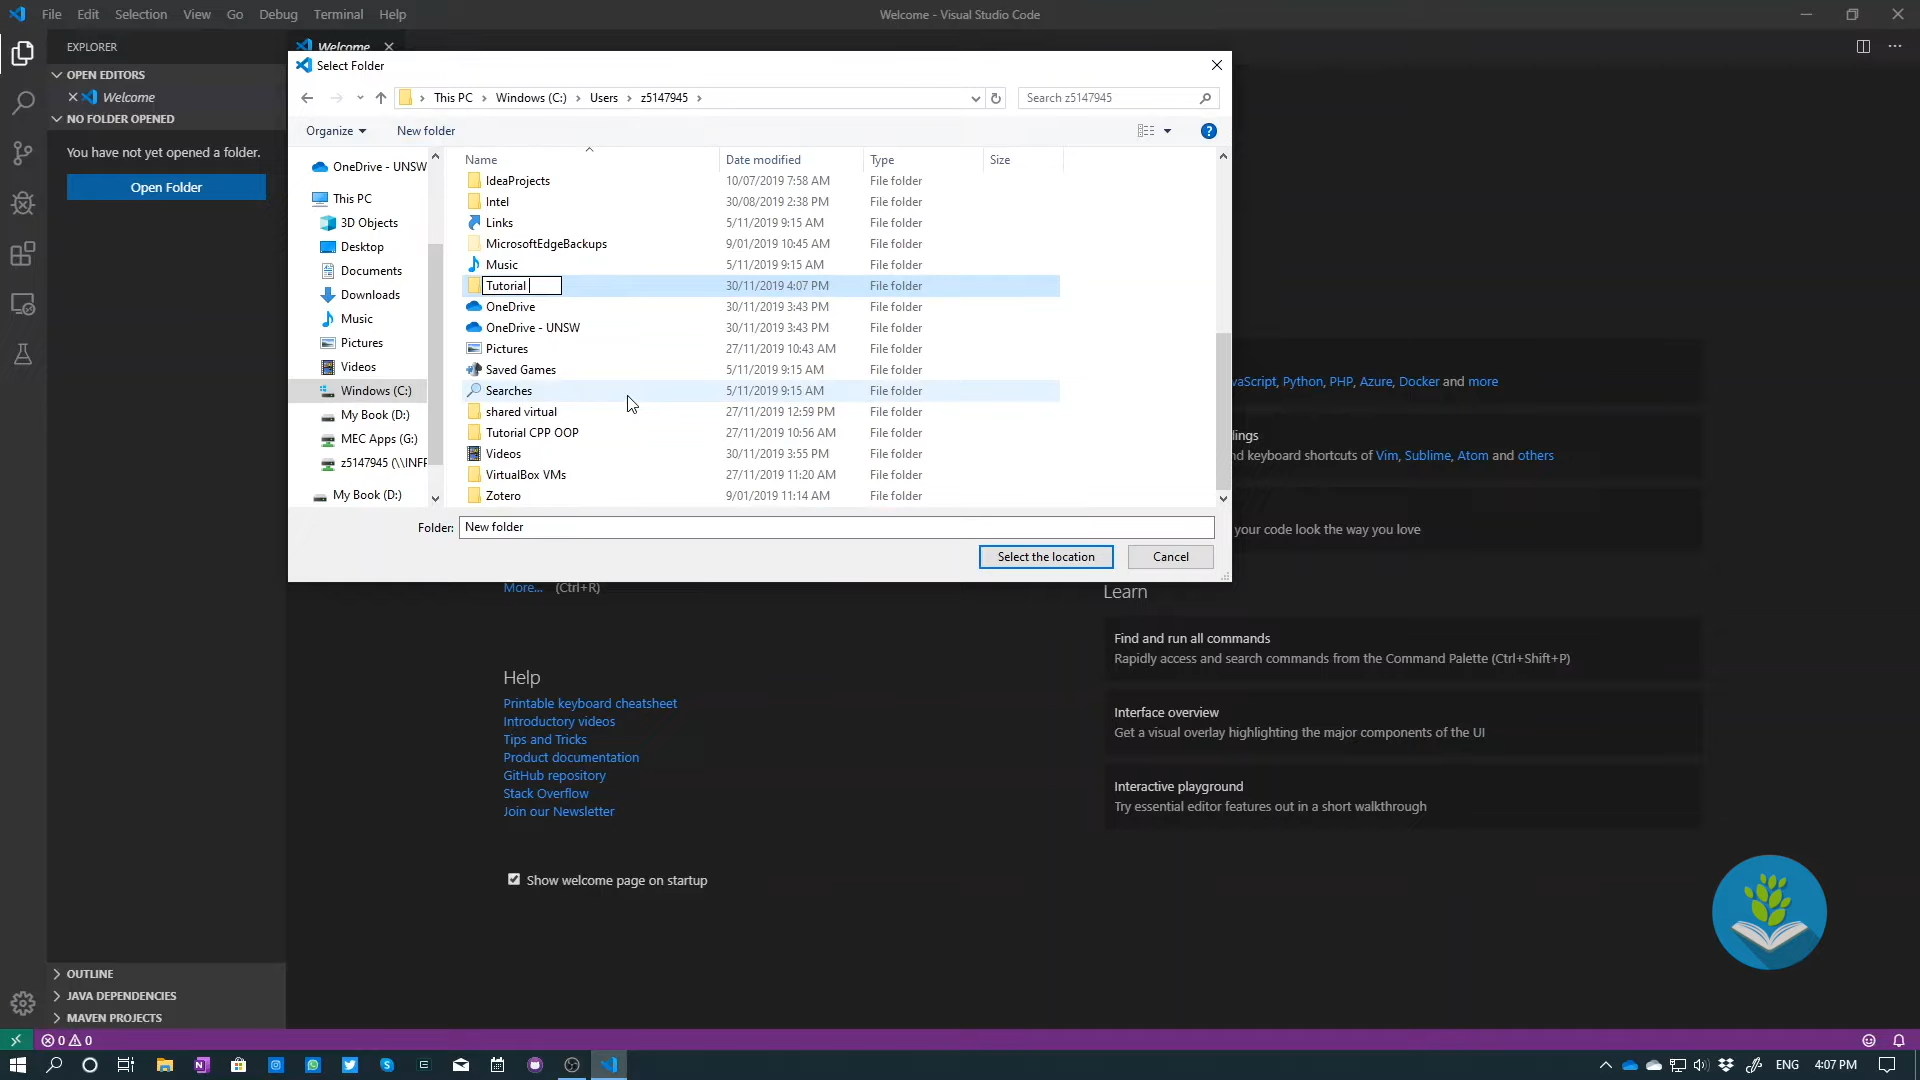 File Edit Selection View Go Debug Terminal Help
Welcome - Visual Studio Code
EXPLORER
OPEN EDITORS
Welcome
NO FOLDER OPENED
You have not yet opened a folder.
Open Folder
Welcome
Select Folder
This PC > Windows (C:) > Users > z5147945 >
Search z5147945
Organize
New folder
OneDrive - UNSW
This PC
3D Objects
Desktop
Documents
Downloads
Music
Pictures
Videos
Windows (C:)
My Book (D:)
MEC Apps (G:)
z5147945 (\\INFR
My Book (D:)
Name Date modified Type Size
IdeaProjects 10/07/2019 7:58 AM File folder
Intel 30/08/2019 2:38 PM File folder
Links 5/11/2019 9:15 AM File folder
MicrosoftEdgeBackups 9/01/2019 10:45 AM File folder
Music 5/11/2019 9:15 AM File folder
Tutorial 30/11/2019 4:07 PM File folder
OneDrive 30/11/2019 3:43 PM File folder
OneDrive - UNSW 30/11/2019 3:43 PM File folder
Pictures 27/11/2019 10:43 AM File folder
Saved Games 5/11/2019 9:15 AM File folder
Searches 5/11/2019 9:15 AM File folder
shared virtual 27/11/2019 12:59 PM File folder
Tutorial CPP OOP 27/11/2019 10:56 AM File folder
Videos 30/11/2019 3:55 PM File folder
VirtualBox VMs 27/11/2019 11:20 AM File folder
Zotero 9/01/2019 11:14 AM File folder
Folder: New folder
Select the location
Cancel
vaScript, Python, PHP, Azure, Docker and more
lings
nd keyboard shortcuts of Vim, Sublime, Atom and others
your code look the way you love
More... (Ctrl+R)
Help
Printable keyboard cheatsheet
Introductory videos
Tips and Tricks
Product documentation
GitHub repository
Stack Overflow
Join our Newsletter
Show welcome page on startup
Learn
Find and run all commands
Rapidly access and search commands from the Command Palette (Ctrl+Shift+P)
Interface overview
Get a visual overlay highlighting the major components of the UI
Interactive playground
Try essential editor features out in a short walkthrough
OUTLINE
JAVA DEPENDENCIES
MAVEN PROJECTS
0 0
ENG 4:07 PM